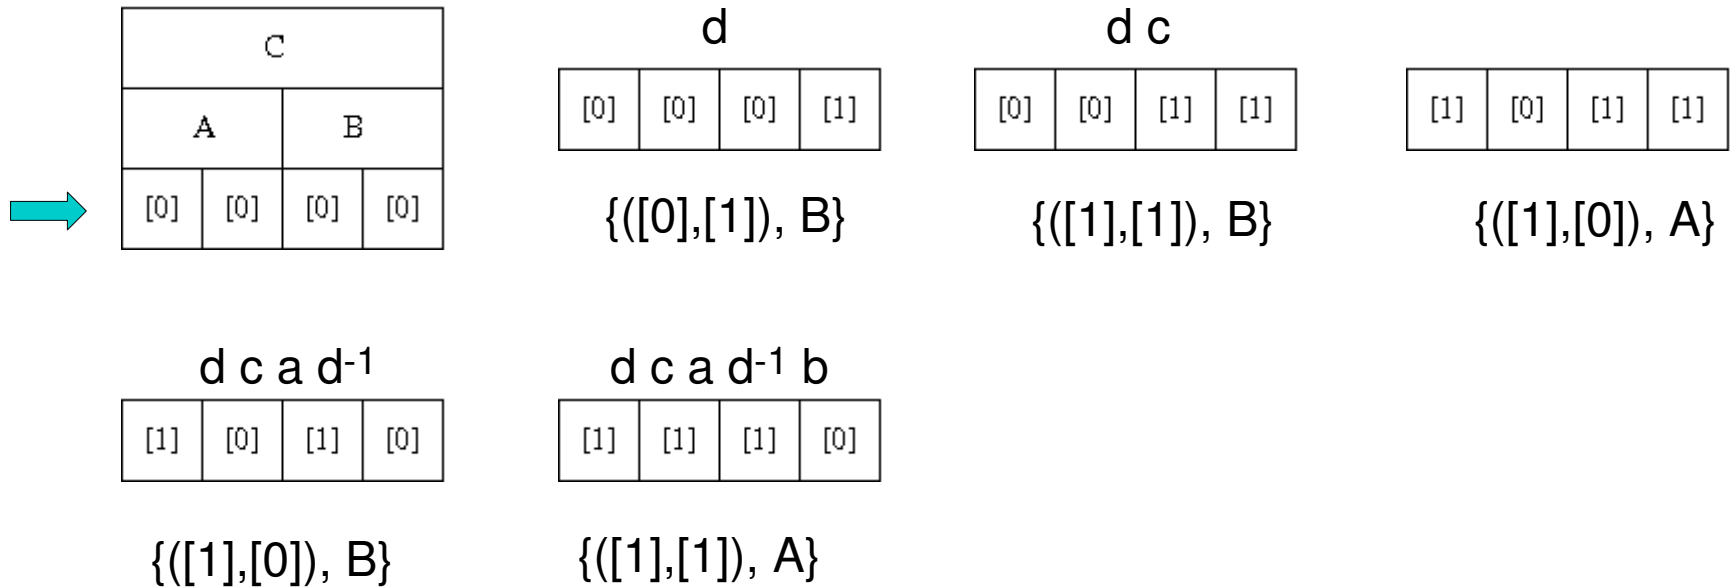 C
A B
[0] [0] [0] [0]
d
[0] [0] [0] [1]
{([0],[1]), B}
d c
[0] [0] [1] [1]
{([1],[1]), B}
[1] [0] [1] [1]
{([1],[0]), A}
d c a d-1
[1] [0] [1] [0]
{([1],[0]), B}
d c a d-1 b
[1] [1] [1] [0]
{([1],[1]), A}